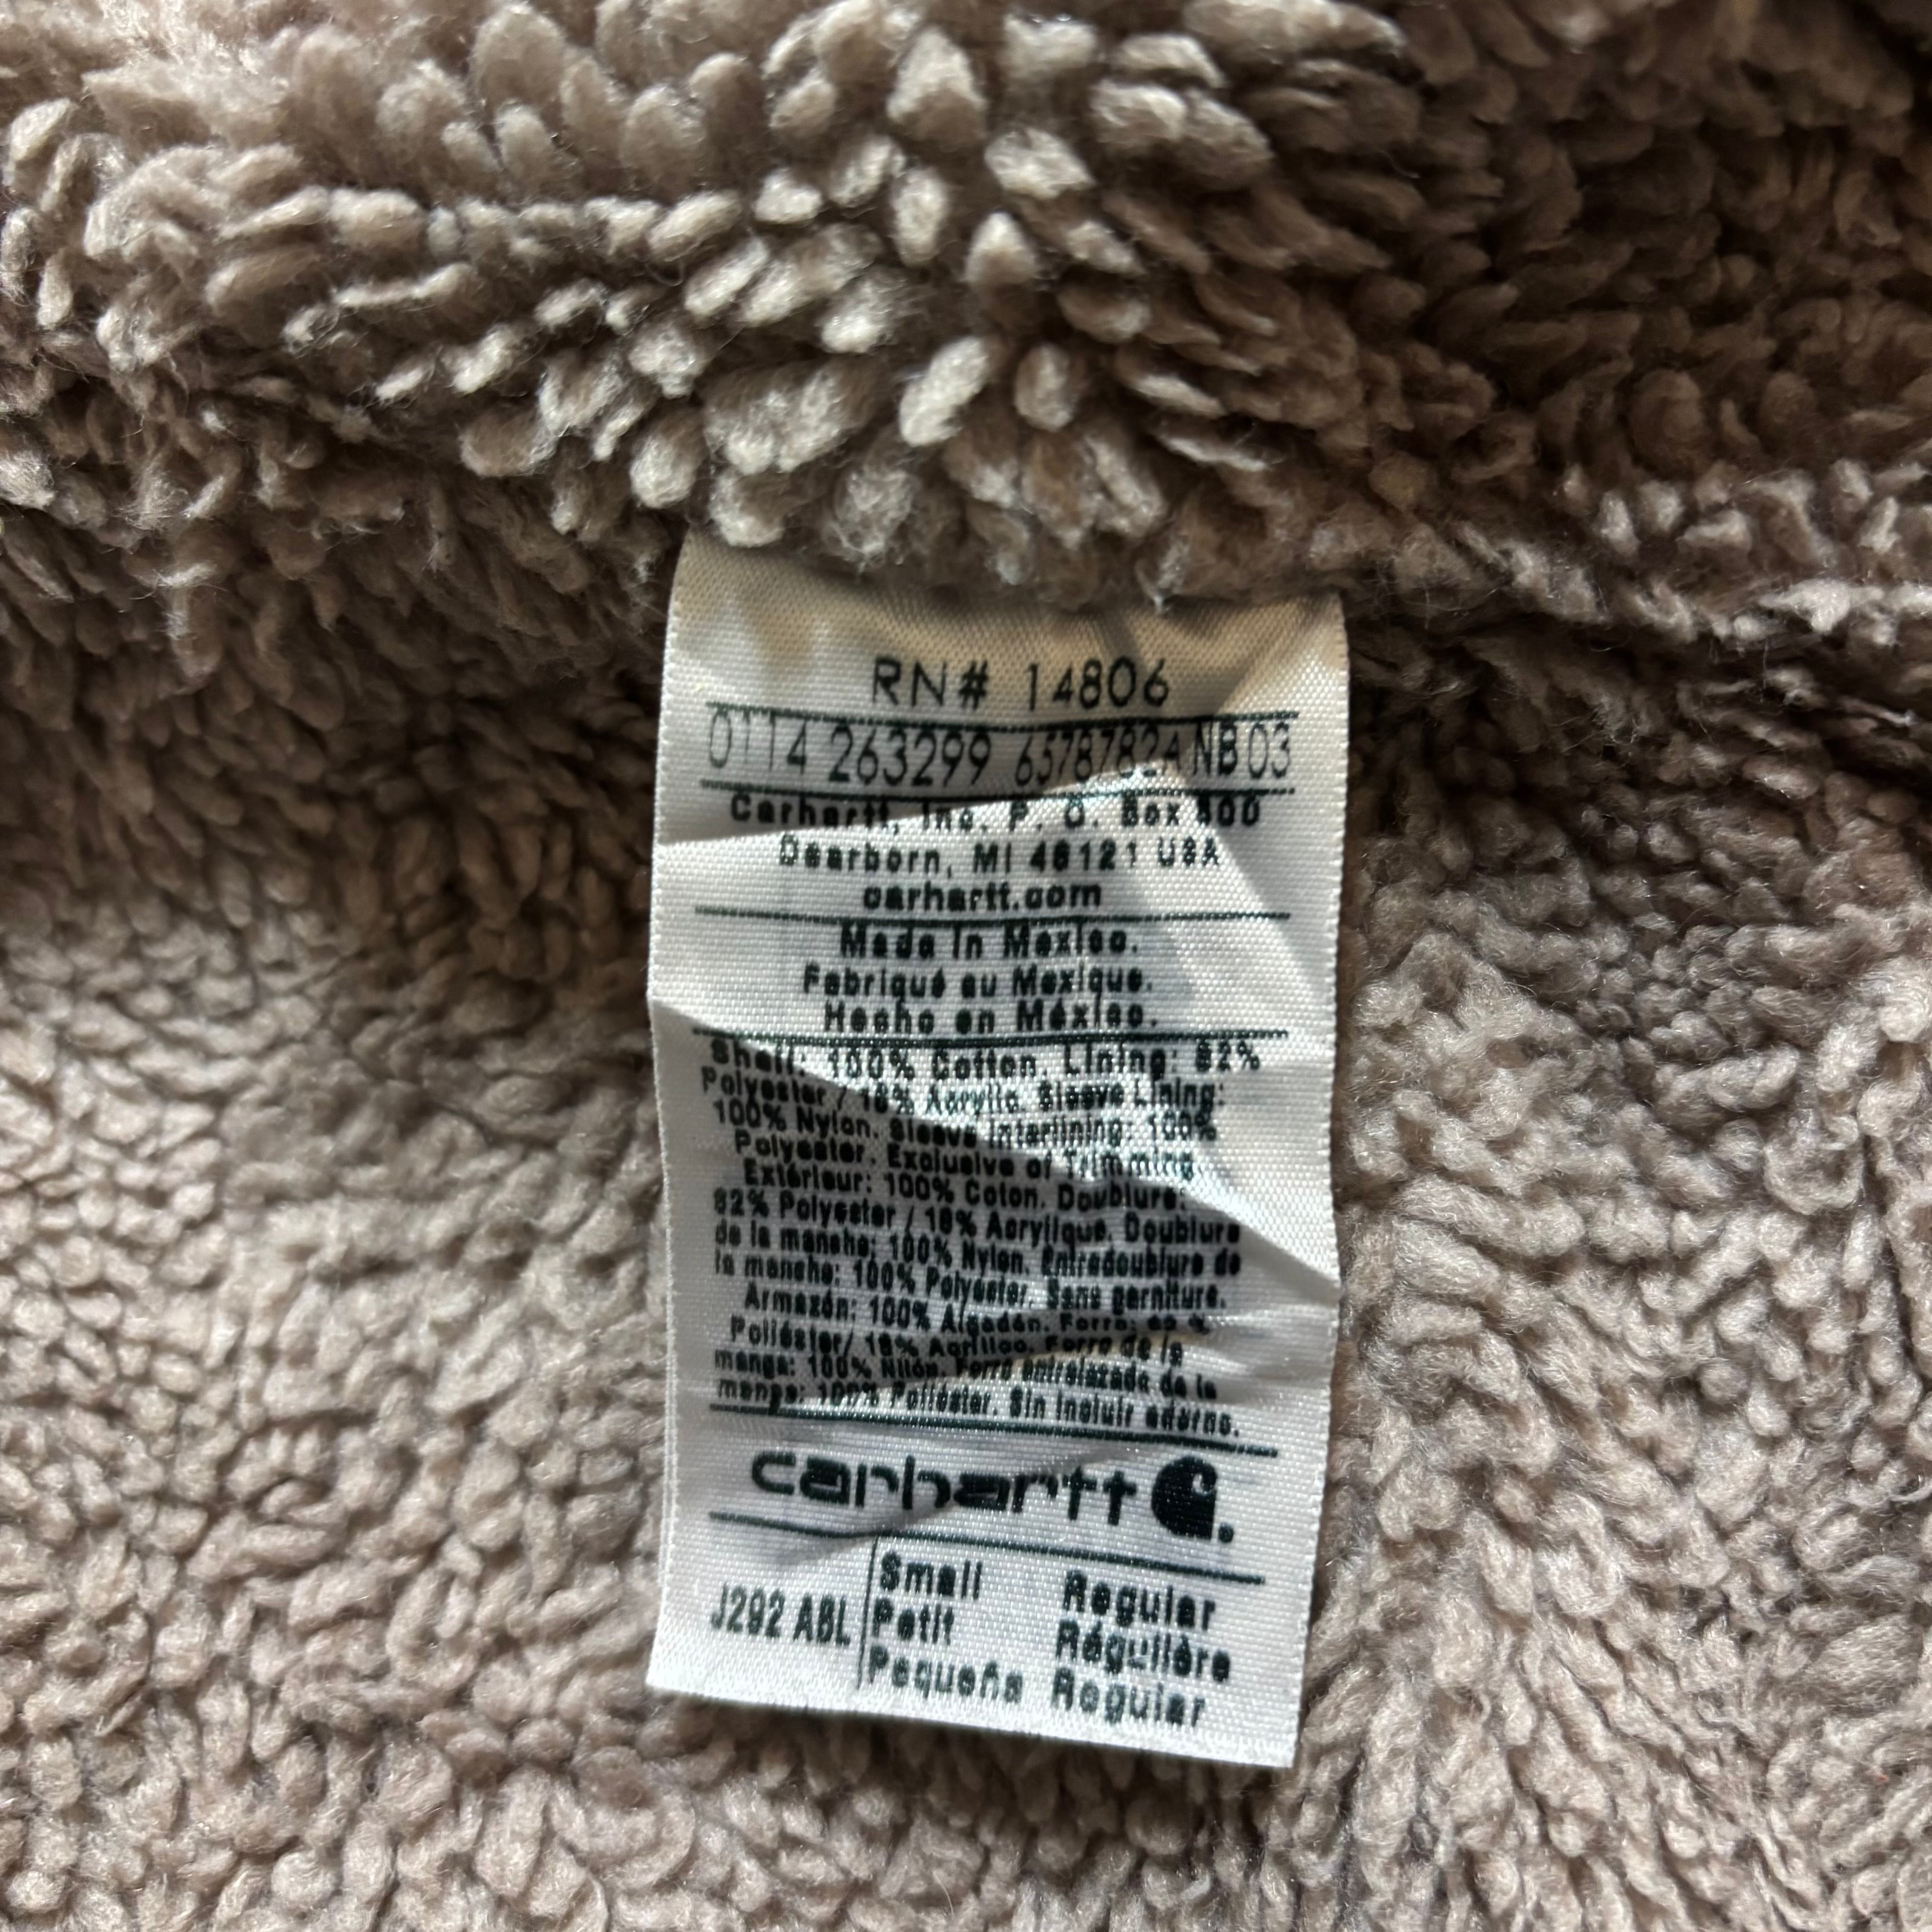 RN# 14806
0114 263299 6578782A NB03
Carhartt, Inc. P. O. Box 600
Dearborn, MI 48121 USA
carhartt.com
Made in Mexico.
Fabriqué au Mexique.
Hecho en México.
Shell: 100% Cotton. Lining: 82%
Polyester / 18% Acrylic. Sleeve Lining:
100% Nylon. Sleeve Interlining: 100%
Polyester. Exclusive of Trimming.
Extérieur: 100% Coton. Doublure:
82% Polyester / 18% Acrylique. Doublure
de la manche: 100% Nylon. Entredoublure de
la manche: 100% Polyester. Sans garniture.
Armazón: 100% Algodón. Forro: %
Poliéster/ 18% Acrílico. Forro de la
manga: 100% Nilón. Forro entrelazado de la
manga: 100% Poliéster. Sin incluir adorno.
carhartt
J292 ABL
Small Regular
Petit Régulière
Pequeño Regular